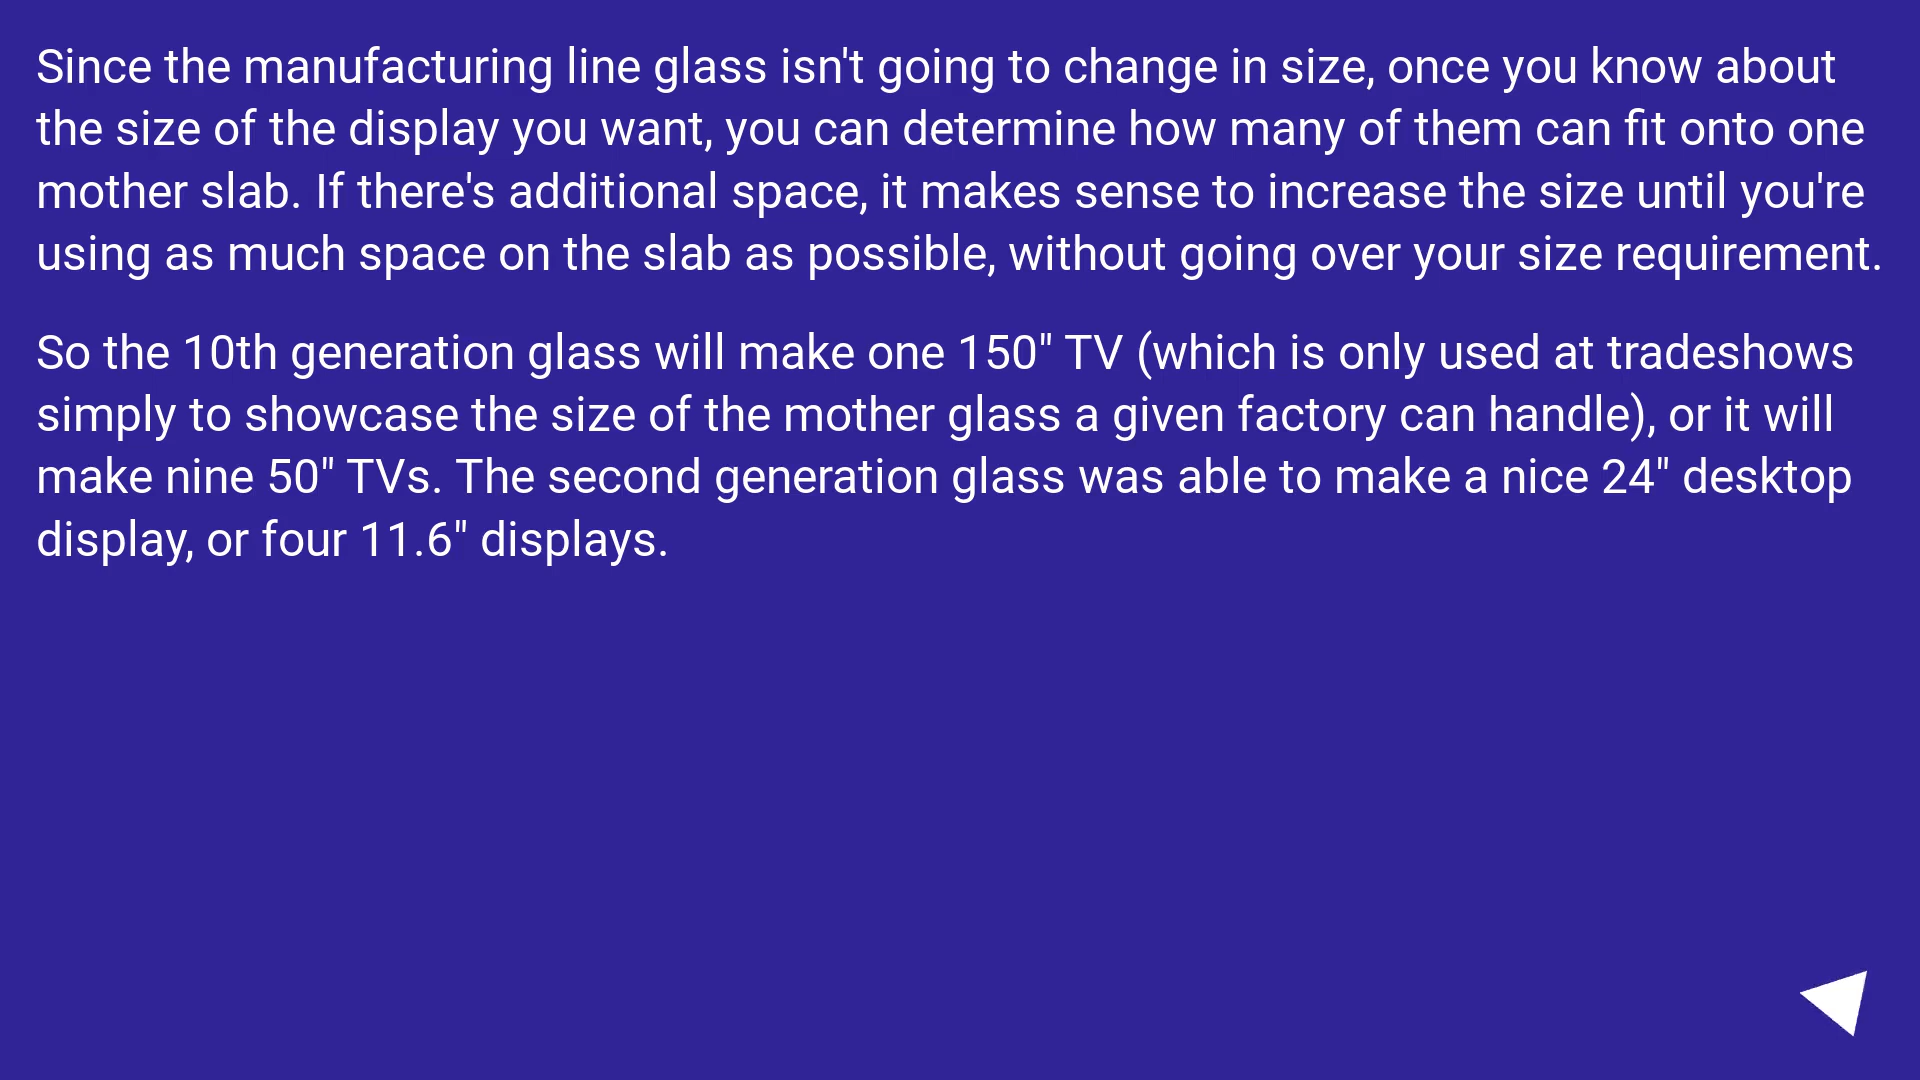 Since the manufacturing line glass isn't going to change in size, once you know about
the size of the display you want, you can determine how many of them can fit onto one
mother slab. If there's additional space, it makes sense to increase the size until you're
using as much space on the slab as possible, without going over your size requirement.
So the 10th generation glass will make one 150" TV (which is only used at tradeshows
simply to showcase the size of the mother glass a given factory can handle), or it will
make nine 50" TVs. The second generation glass was able to make a nice 24" desktop
display, or four 11.6" displays.